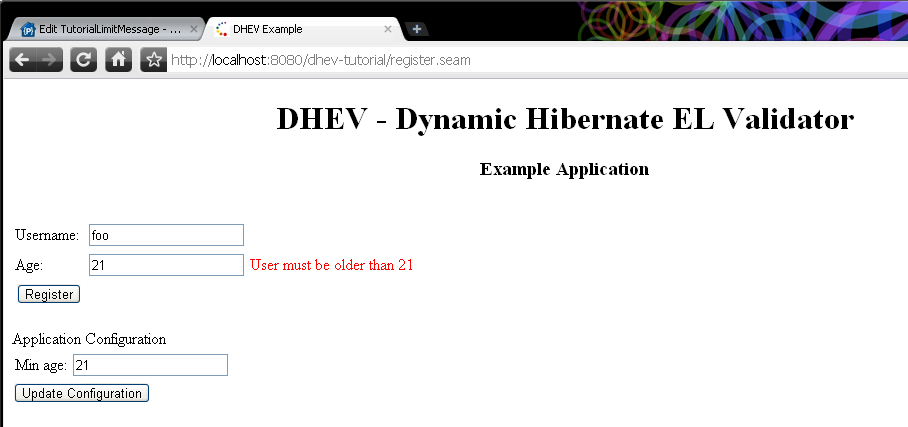 Edit TutorialLimitMessage - ... DHEV Example
http://localhost:8080/dhev-tutorial/register.seam
DHEV - Dynamic Hibernate EL Validator
Example Application
Username: foo
Age: 21 User must be older than 21
Register
Application Configuration
Min age: 21
Update Configuration